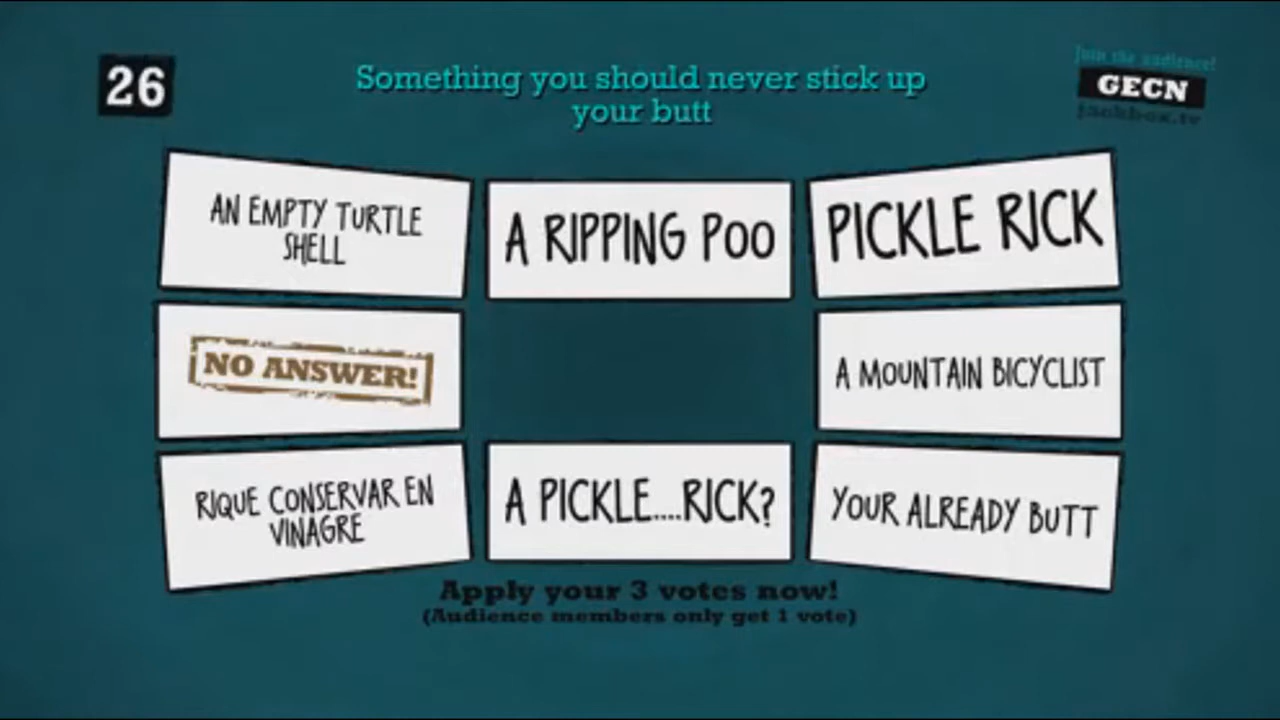 26
Something you should never stick up
your butt
Join the audience!
GECN
jackbox.tv
AN EMPTY TURTLE
SHELL
A RIPPING POO
PICKLE RICK
NO ANSWER!
A MOUNTAIN BICYCLIST
RIQUE CONSERVAR EN
VINAGRE
A PICKLE....RICK?
YOUR ALREADY BUTT
Apply your 3 votes now!
(Audience members only get 1 vote)